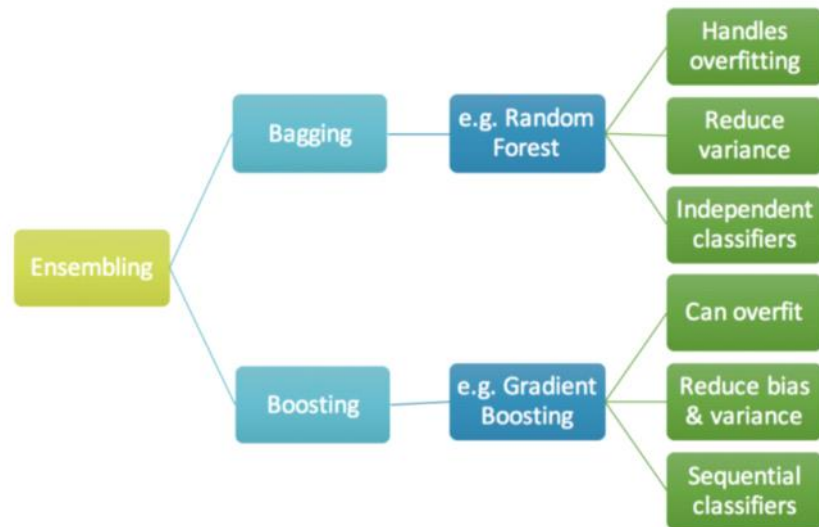 Ensembling
Bagging
e.g. Random
Forest
Handles
overfitting
Reduce
variance
Independent
classifiers
Boosting
e.g. Gradient
Boosting
Can overfit
Reduce bias
& variance
Sequential
classifiers